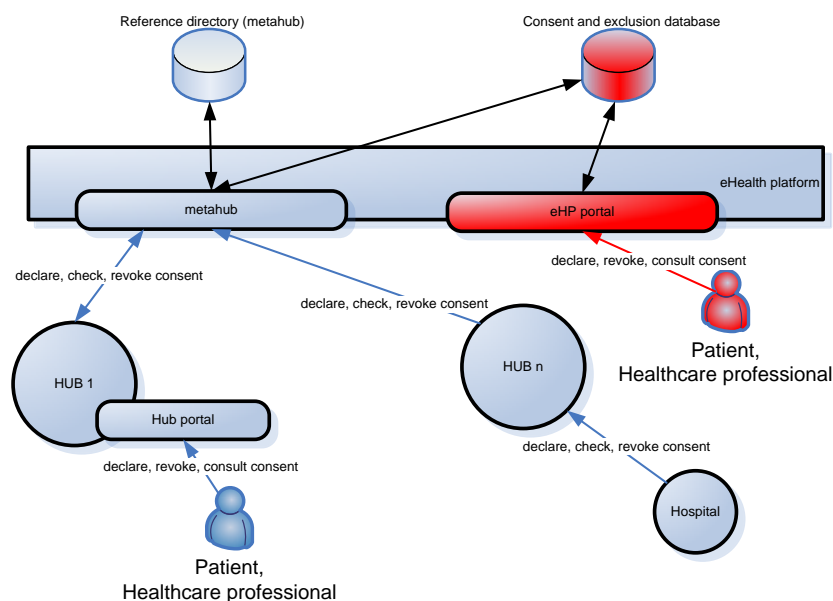 Reference directory (metahub)
Consent and exclusion database
eHealth platform
metahub
eHP portal
declare, check, revoke consent
declare, revoke, consult consent
declare, check, revoke consent
Patient,
Healthcare professional
HUB 1
HUB n
Hub portal
declare, check, revoke consent
declare, revoke, consult consent
Hospital
Patient,
Healthcare professional